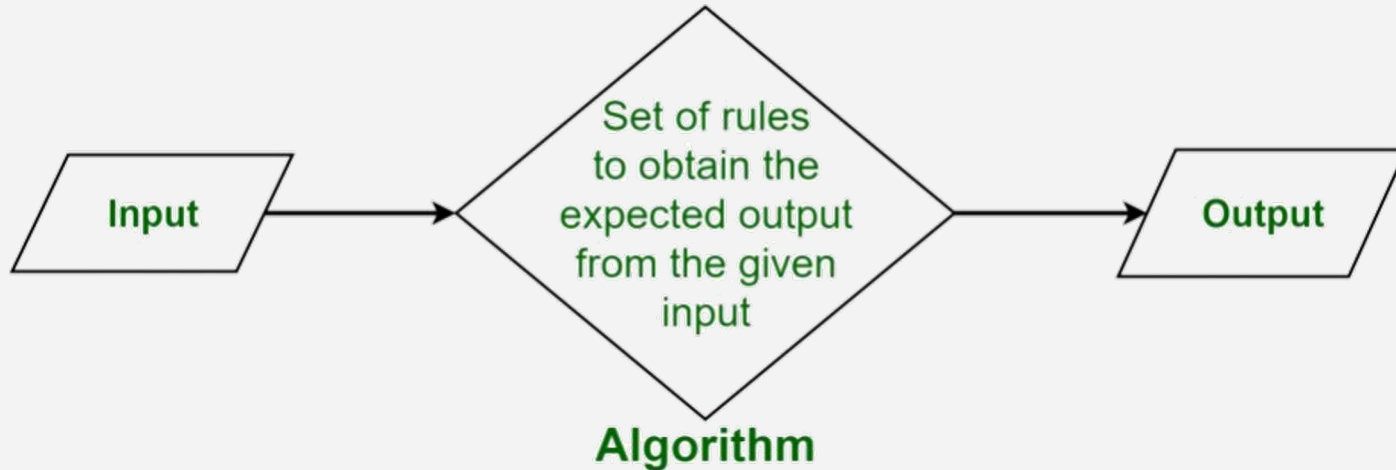 Input
Set of rules
to obtain the
expected output
from the given
input
Output
Algorithm